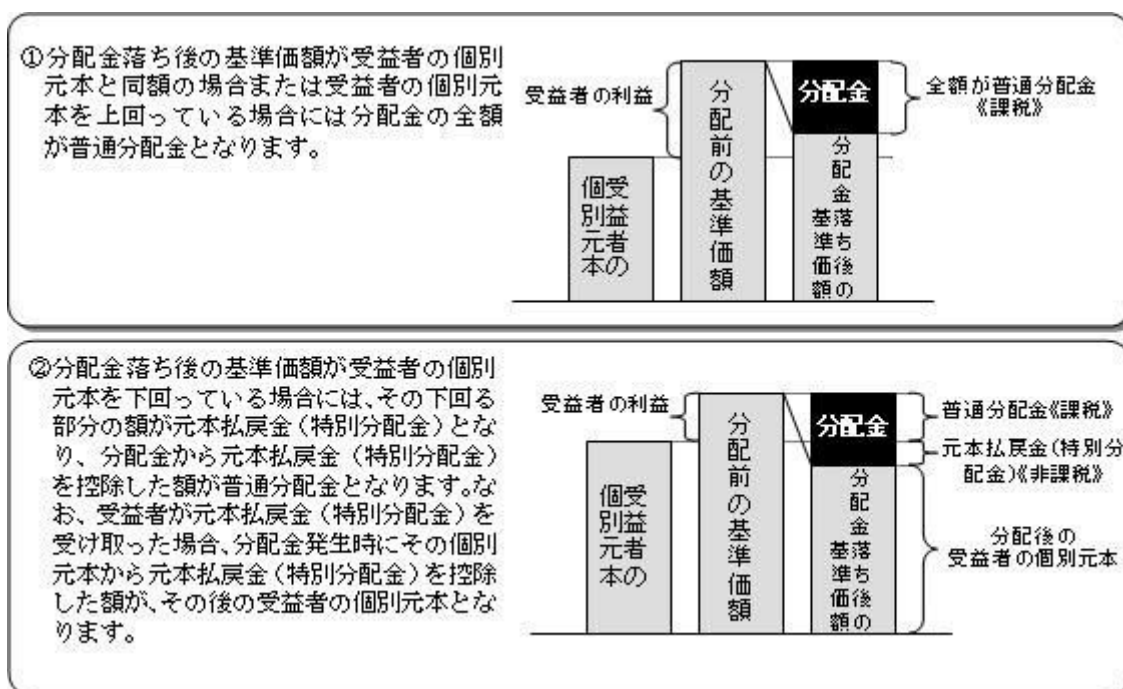 ①分配金落ち後の基準価額が受益者の個別
元本と同額の場合または受益者の個別元
本を上回っている場合には分配金の全額
が普通分配金となります。
受益者の利益
受益者の
個別元本
分配前の基準価額
分配金
分配金落ち後の
基準価額
全額が普通分配金
《課税》
②分配金落ち後の基準価額が受益者の個別
元本を下回っている場合には、その下回る
部分の額が元本払戻金(特別分配金)とな
り、分配金から元本払戻金(特別分配金)
を控除した額が普通分配金となります。な
お、受益者が元本払戻金(特別分配金)を
受け取った場合、分配金発生時にその個別
元本から元本払戻金(特別分配金)を控除
した額が、その後の受益者の個別元本とな
ります。
受益者の利益
受益者の
個別元本
分配前の基準価額
分配金
分配金落ち後の
基準価額
普通分配金《課税》
元本払戻金(特別分
配金)《非課税》
分配後の
受益者の個別元本